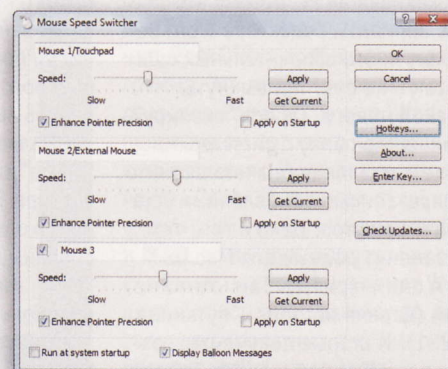 Mouse Speed Switcher
Mouse 1/Touchpad
OK
Speed:
Apply
Cancel
Slow
Fast
Get Current
Enhance Pointer Precision
Apply on Startup
Hotkeys...
Mouse 2/External Mouse
About...
Speed:
Apply
Enter Key...
Slow
Fast
Get Current
Enhance Pointer Precision
Apply on Startup
Check Updates...
Mouse 3
Speed:
Apply
Slow
Fast
Get Current
Enhance Pointer Precision
Apply on Startup
Run at system startup
Display Balloon Messages